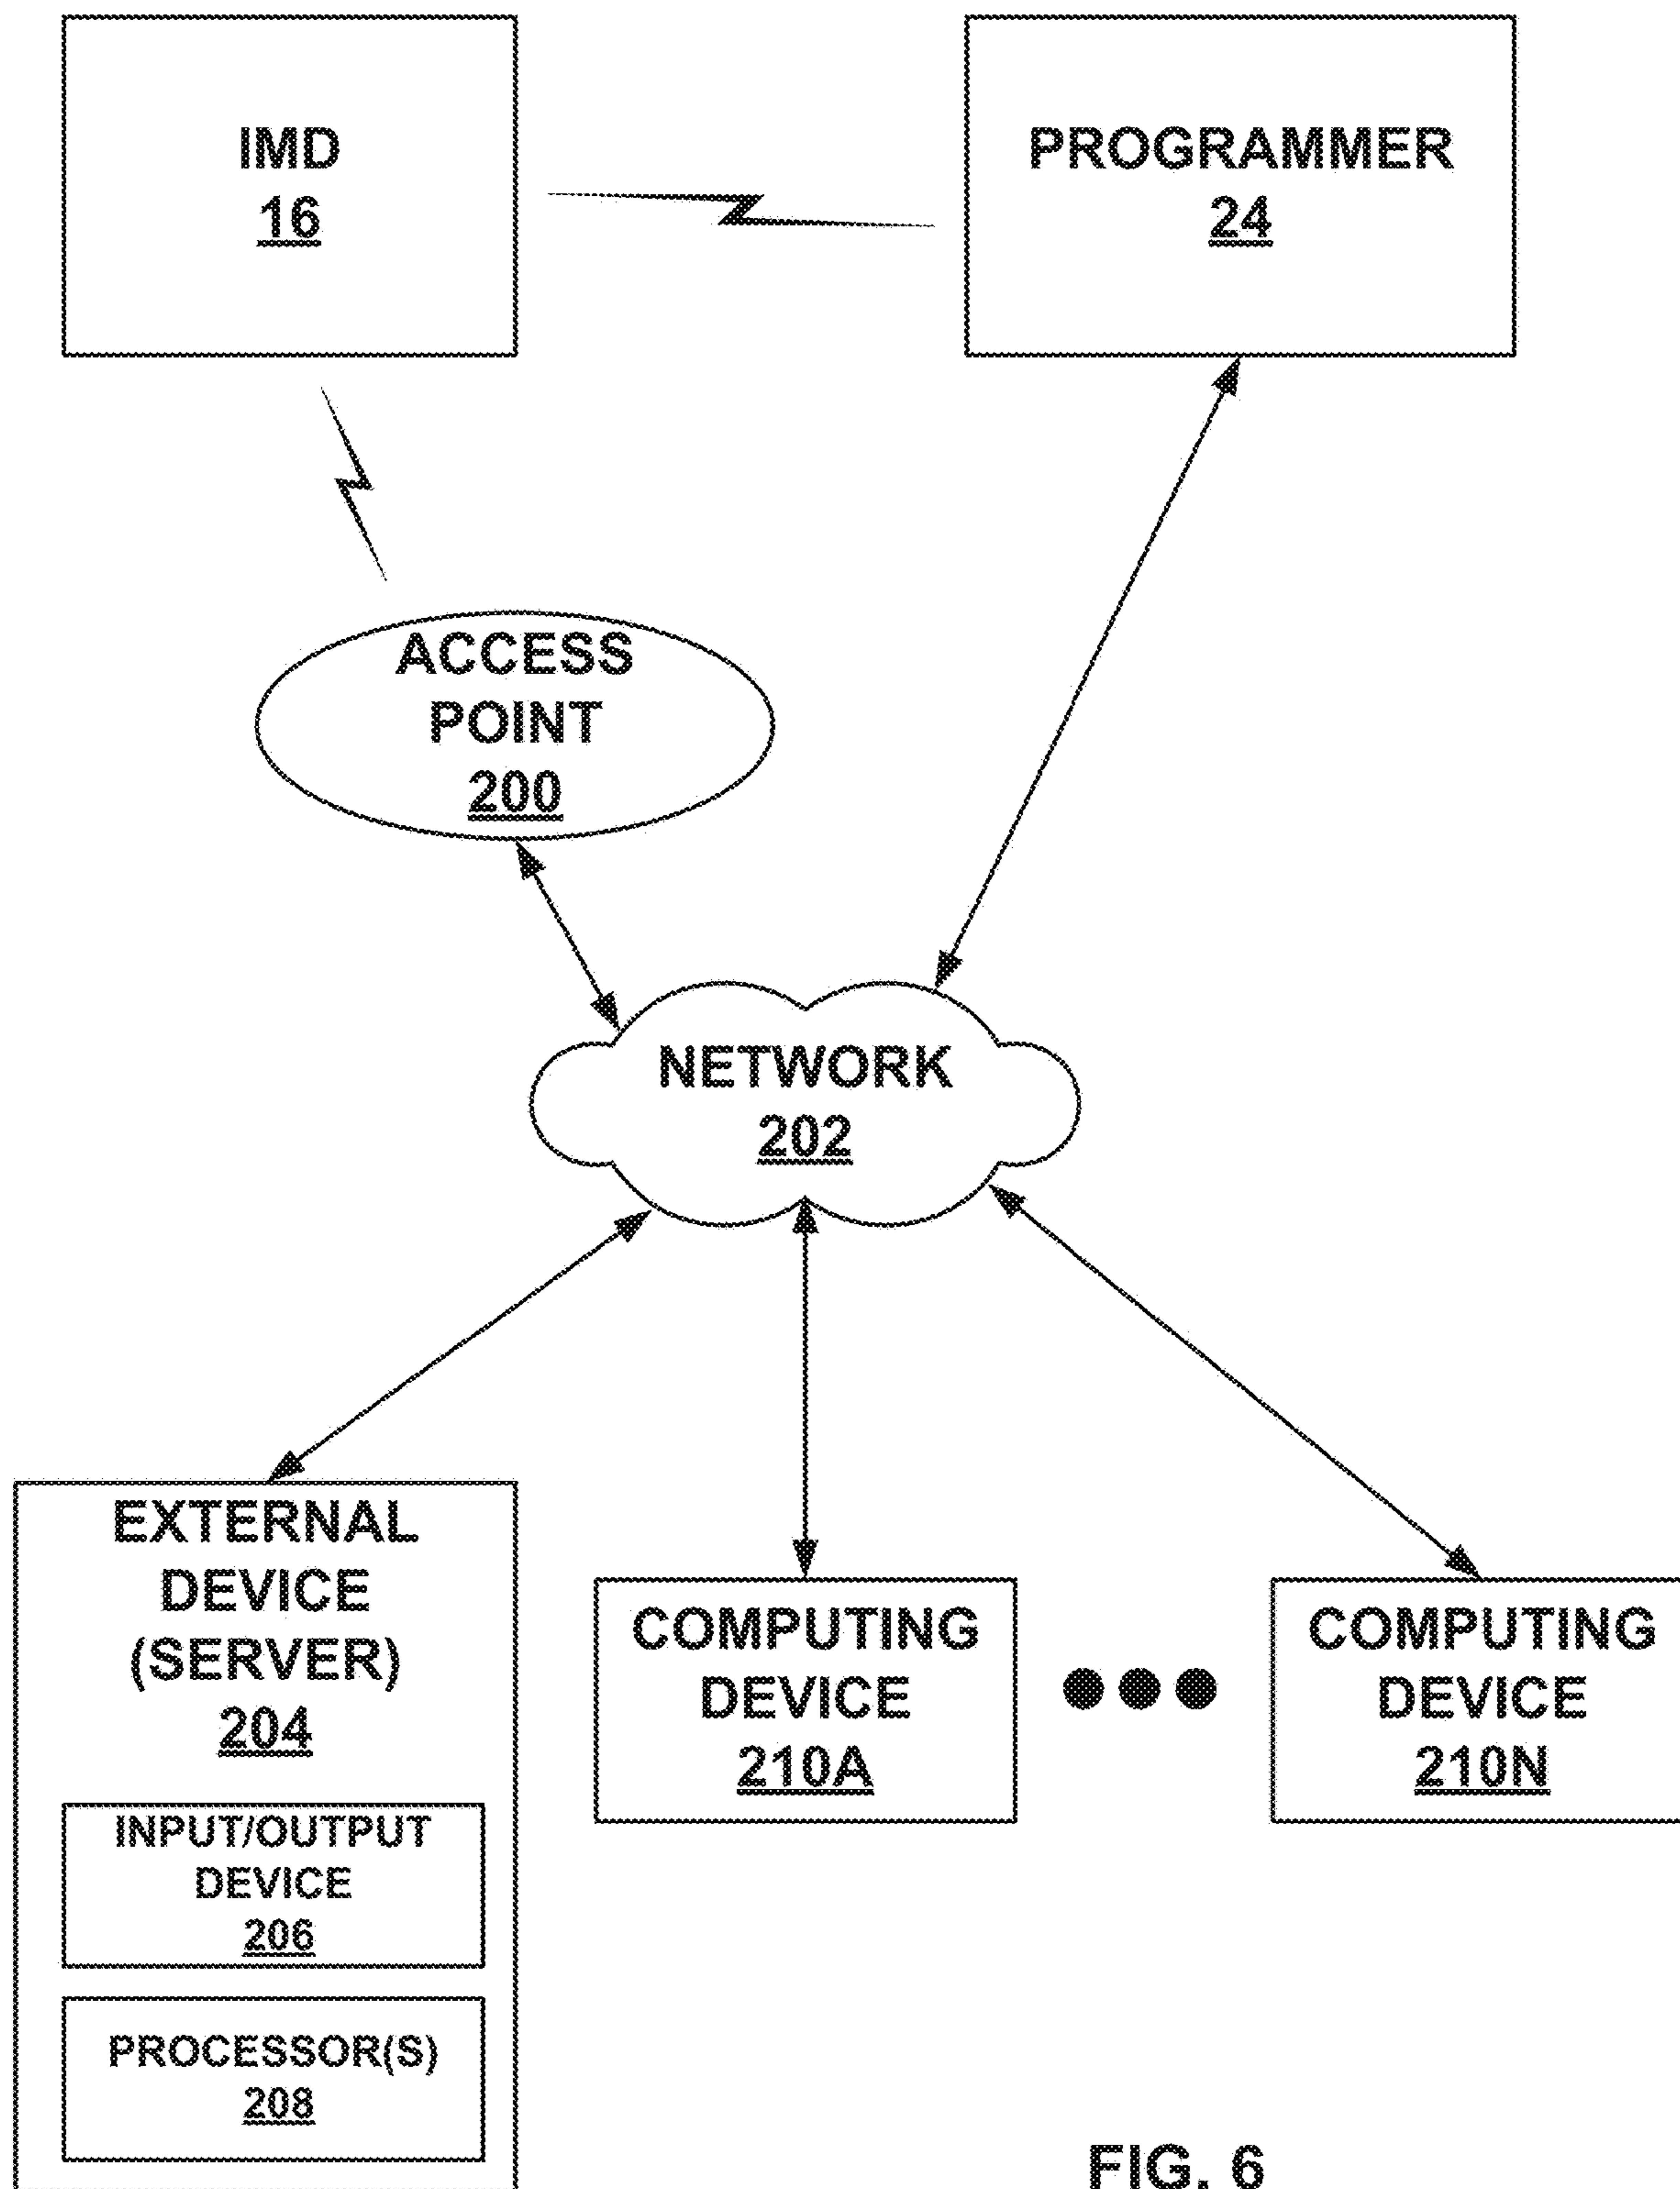 IMD
16
PROGRAMMER
24
ACCESS
POINT
200
NETWORK
202
EXTERNAL
DEVICE
(SERVER)
204
INPUT/OUTPUT
DEVICE
206
PROCESSOR(S)
208
COMPUTING
DEVICE
210A
COMPUTING
DEVICE
210N
FIG. 6